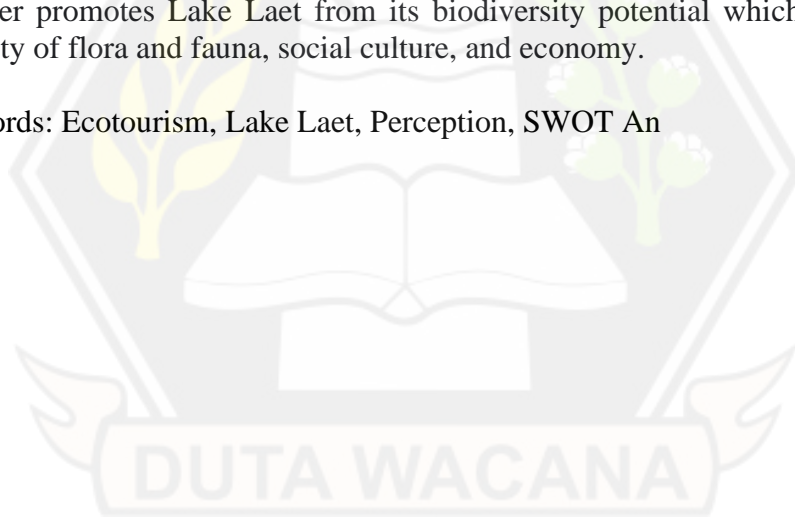 er promotes Lake Laet from its biodiversity potential which
ty of flora and fauna, social culture, and economy.
ords: Ecotourism, Lake Laet, Perception, SWOT An
DUTA WACANA